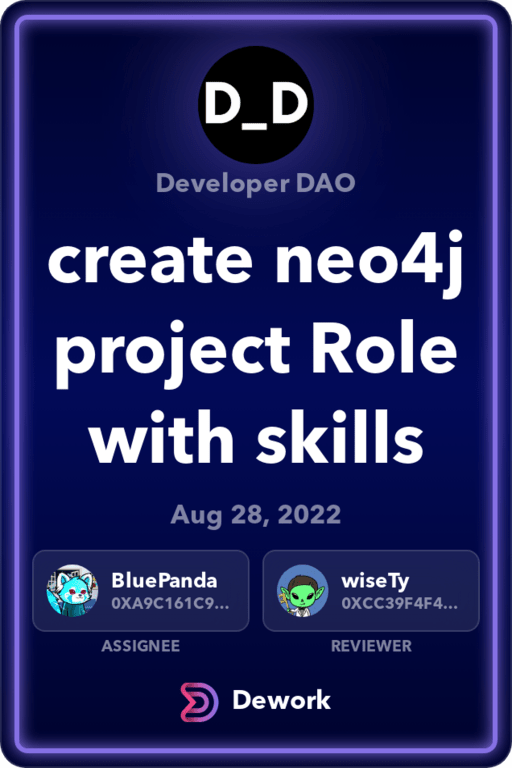 D_D
Developer DAO
create neo4j
project Role
with skills
Aug 28, 2022
BluePanda
0XA9C161C9...
wiseTy
0XCC39F4F4...
ASSIGNEE
REVIEWER
Dework